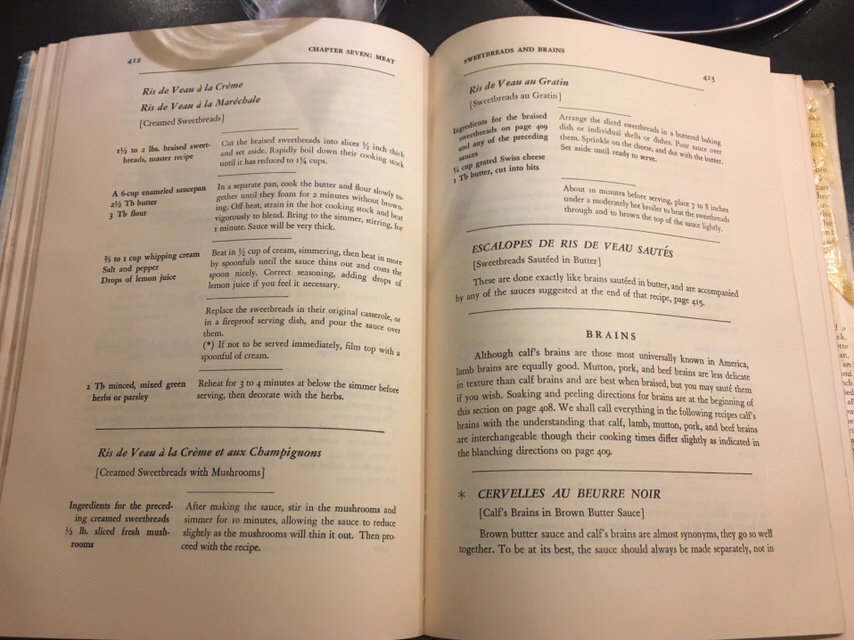 412
CHAPTER SEVEN: MEAT
Ris de Veau à la Crème
Ris de Veau à la Maréchale
[Creamed Sweetbreads]
1½ to 2 lbs. braised sweet-
breads, master recipe
Cut the braised sweetbreads into slices ½ inch thick
and set aside. Rapidly boil down their cooking stock
until it has reduced to 1¼ cups.
A 6-cup enameled saucepan
2½ Tb butter
3 Tb flour
In a separate pan, cook the butter and flour slowly to-
gether until they foam for 2 minutes without brown-
ing. Off heat, strain in the hot cooking stock and beat
vigorously to blend. Bring to the simmer, stirring, for
1 minute. Sauce will be very thick.
⅔ to 1 cup whipping cream
Salt and pepper
Drops of lemon juice
Beat in ½ cup of cream, simmering, then beat in more
by spoonfuls until the sauce thins out and coats the
spoon nicely. Correct seasoning, adding drops of
lemon juice if you feel it necessary.
Replace the sweetbreads in their original casserole, or
in a fireproof serving dish, and pour the sauce over
them.
(*) If not to be served immediately, film top with a
spoonful of cream.
2 Tb minced, mixed green
herbs or parsley
Reheat for 3 to 4 minutes at below the simmer before
serving, then decorate with the herbs.
Ris de Veau à la Crème et aux Champignons
[Creamed Sweetbreads with Mushrooms]
Ingredients for the preced-
ing creamed sweetbreads
½ lb. sliced fresh mush-
rooms
After making the sauce, stir in the mushrooms and
simmer for 10 minutes, allowing the sauce to reduce
slightly as the mushrooms will thin it out. Then pro-
ceed with the recipe.
SWEETBREADS AND BRAINS
413
Ris de Veau au Gratin
[Sweetbreads au Gratin]
Ingredients for the braised
sweetbreads on page 409
and any of the preceding
sauces
¼ cup grated Swiss cheese
1 Tb butter, cut into bits
Arrange the sliced sweetbreads in a buttered baking
dish or individual shells or dishes. Pour sauce over
them. Sprinkle on the cheese, and dot with the butter.
Set aside until ready to serve.
About 10 minutes before serving, place 7 to 8 inches
under a moderately hot broiler to heat the sweetbreads
through and to brown the top of the sauce lightly.
ESCALOPES DE RIS DE VEAU SAUTÉS
[Sweetbreads Sautéed in Butter]
These are done exactly like brains sautéed in butter, and are accompanied
by any of the sauces suggested at the end of that recipe, page 415.
BRAINS
Although calf's brains are those most universally known in America,
lamb brains are equally good. Mutton, pork, and beef brains are less delicate
in texture than calf brains and are best when braised, but you may sauté them
if you wish. Soaking and peeling directions for brains are at the beginning of
this section on page 408. We shall call everything in the following recipes calf's
brains with the understanding that calf, lamb, mutton, pork, and beef brains
are interchangeable though their cooking times differ slightly as indicated in
the blanching directions on page 409.
* CERVELLES AU BEURRE NOIR
[Calf's Brains in Brown Butter Sauce]
Brown butter sauce and calf's brains are almost synonyms, they go so well
together. To be at its best, the sauce should always be made separately, not in